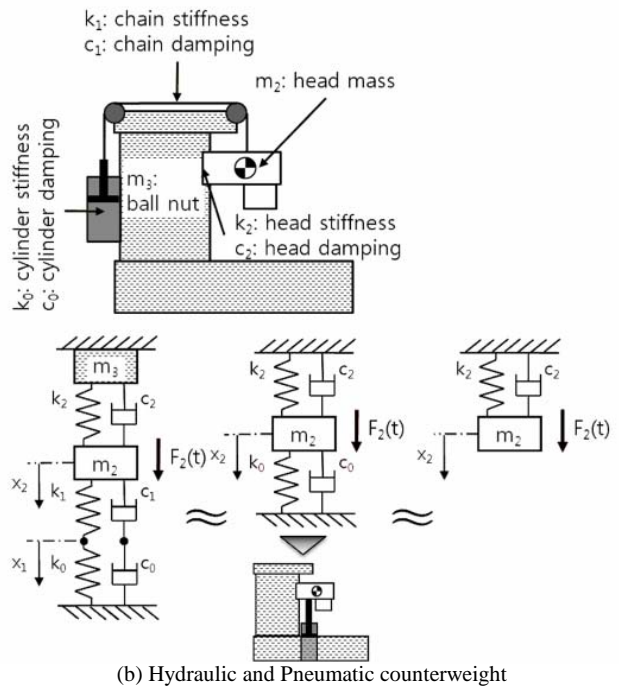 k₁: chain stiffness
c₁: chain damping
m₂: head mass
m₃:
ball nut
k₂: head stiffness
c₂: head damping
k₀: cylinder stiffness
c₀: cylinder damping
m₃
k₂
c₂
m₂
F₂(t)
x₂
k₁
c₁
x₁
k₀
c₀
≈
k₂
c₂
m₂
F₂(t)
x₂
k₀
c₀
≈
k₂
c₂
m₂
F₂(t)
x₂
(b) Hydraulic and Pneumatic counterweight